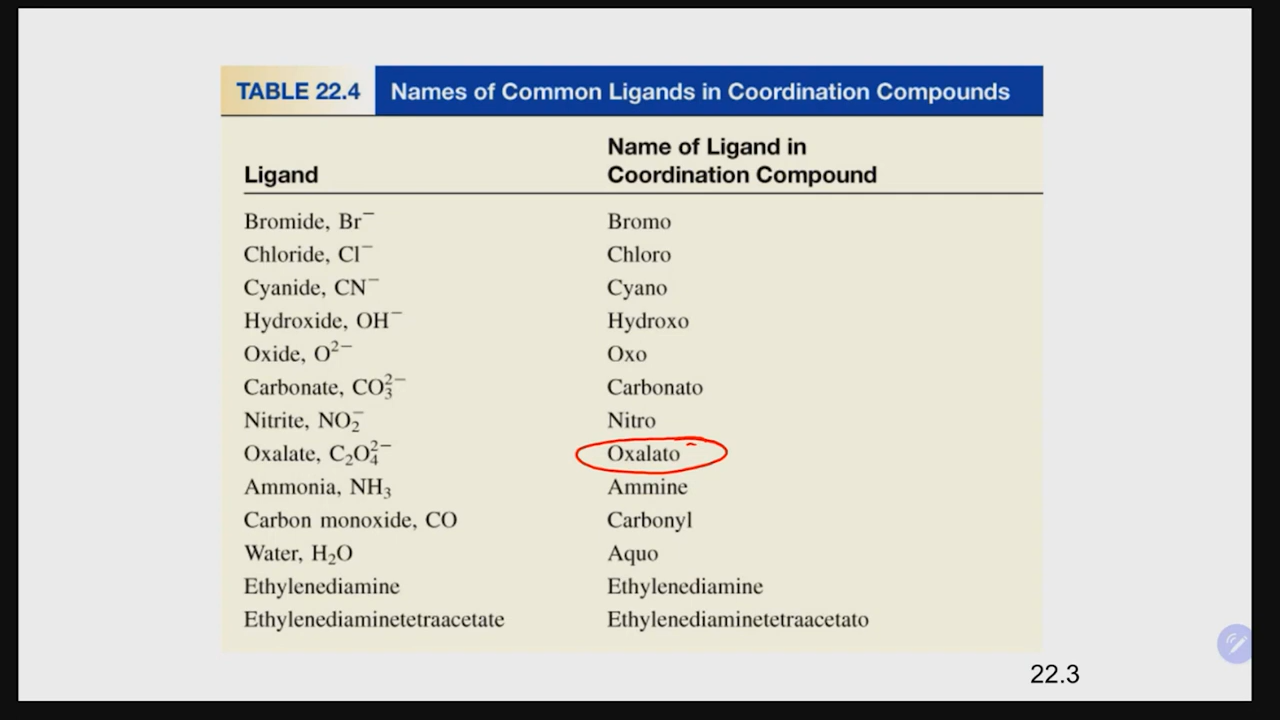 TABLE 22.4 Names of Common Ligands in Coordination Compounds
Ligand Name of Ligand in
Coordination Compound
Bromide, Br⁻ Bromo
Chloride, Cl⁻ Chloro
Cyanide, CN⁻ Cyano
Hydroxide, OH⁻ Hydroxo
Oxide, O²⁻ Oxo
Carbonate, CO₃²⁻ Carbonato
Nitrite, NO₂⁻ Nitro
Oxalate, C₂O₄²⁻ Oxalato
Ammonia, NH₃ Ammine
Carbon monoxide, CO Carbonyl
Water, H₂O Aquo
Ethylenediamine Ethylenediamine
Ethylenediaminetetraacetate Ethylenediaminetetraacetato
22.3